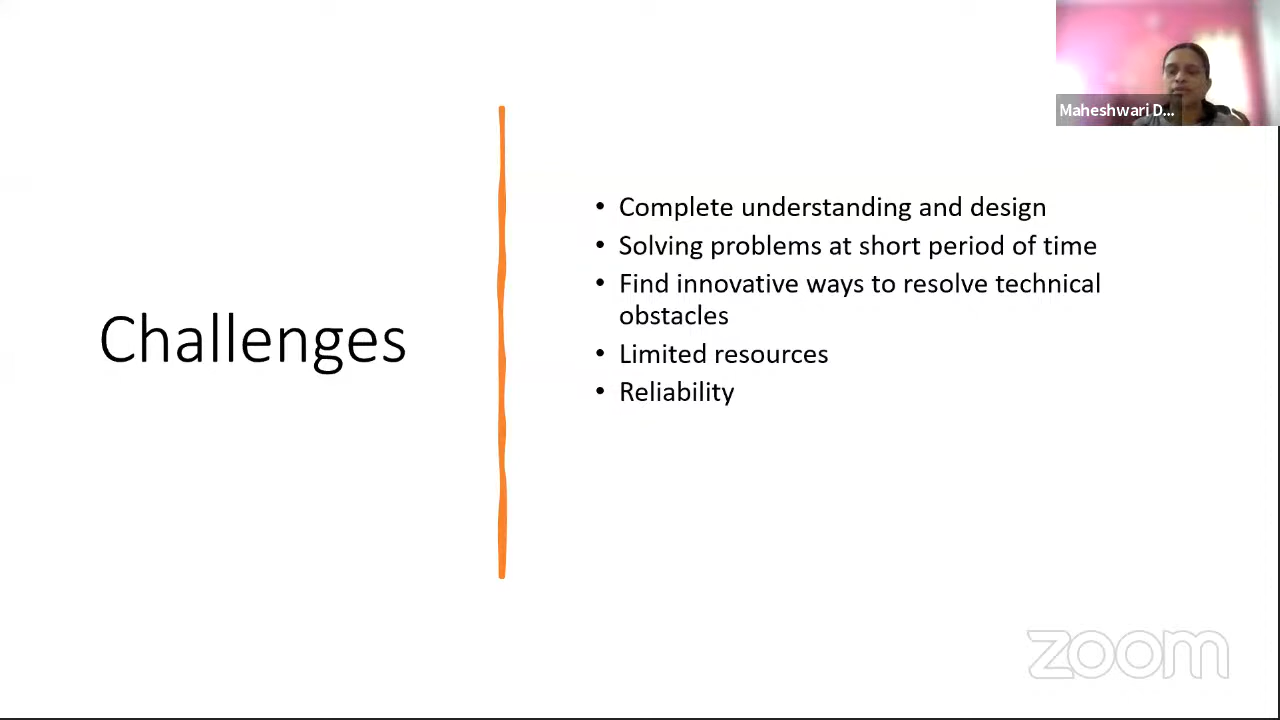 Maheshwari D...
• Complete understanding and design
• Solving problems at short period of time
• Find innovative ways to resolve technical
obstacles
Challenges
• Limited resources
• Reliability
zoom